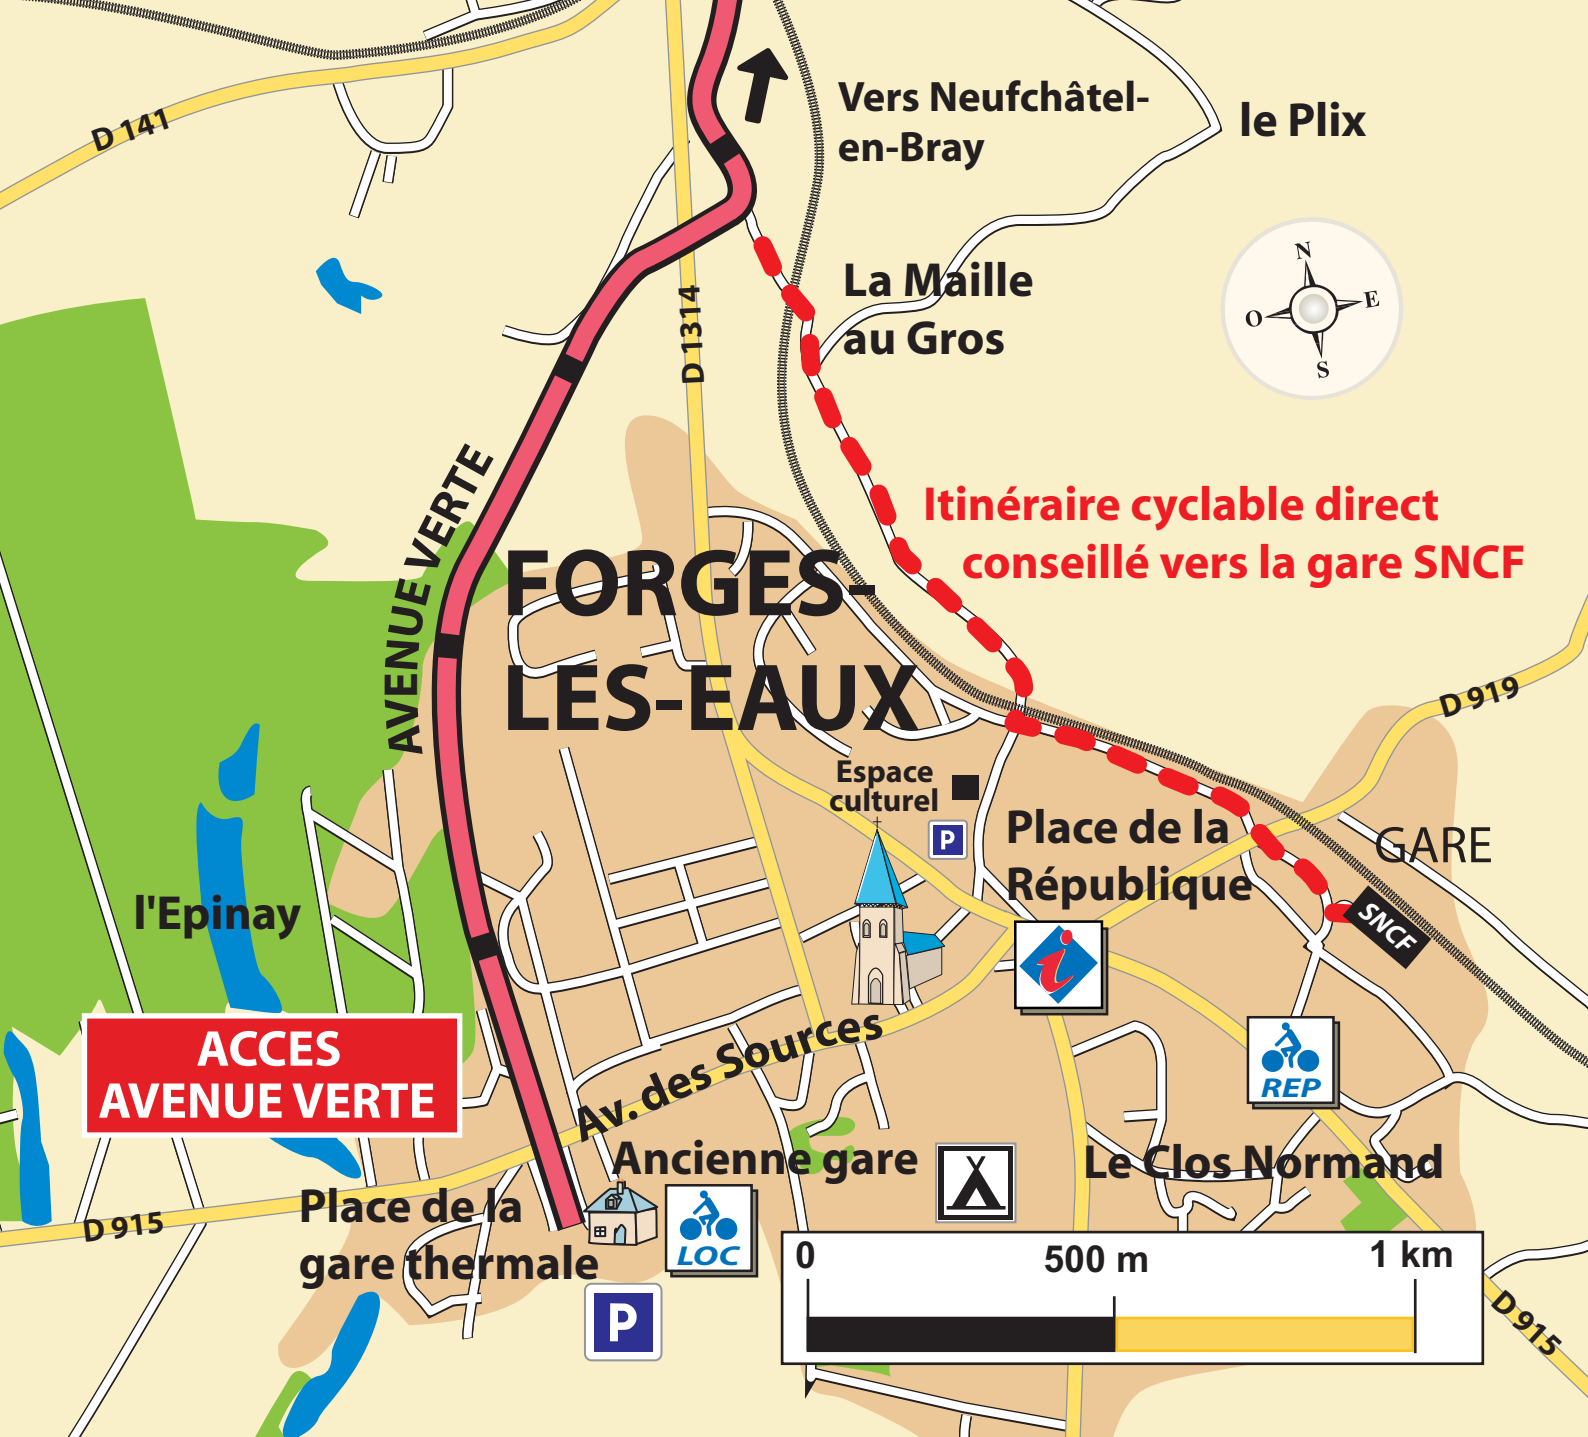 D 141
Vers Neufchâtel-
en-Bray
le Plix
N
E
O
S
La Maille
au Gros
D 1314
AVENUE VERTE
Itinéraire cyclable direct
conseillé vers la gare SNCF
FORGES-
LES-EAUX
D 919
Espace
culturel
P
Place de la
République
GARE
SNCF
l'Epinay
i
ACCES
AVENUE VERTE
Av. des Sources
REP
Ancienne gare
Le Clos Normand
Place de la
gare thermale
D 915
LOC
P
0
500 m
1 km
D 915